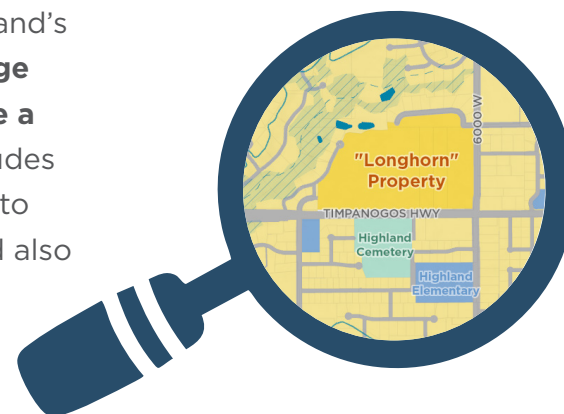 and's
ge
e a
udes
to
d also
"Longhorn"
Property
6000 W
TIMPANOGOS HWY
Highland
Cemetery
Highland
Elementary